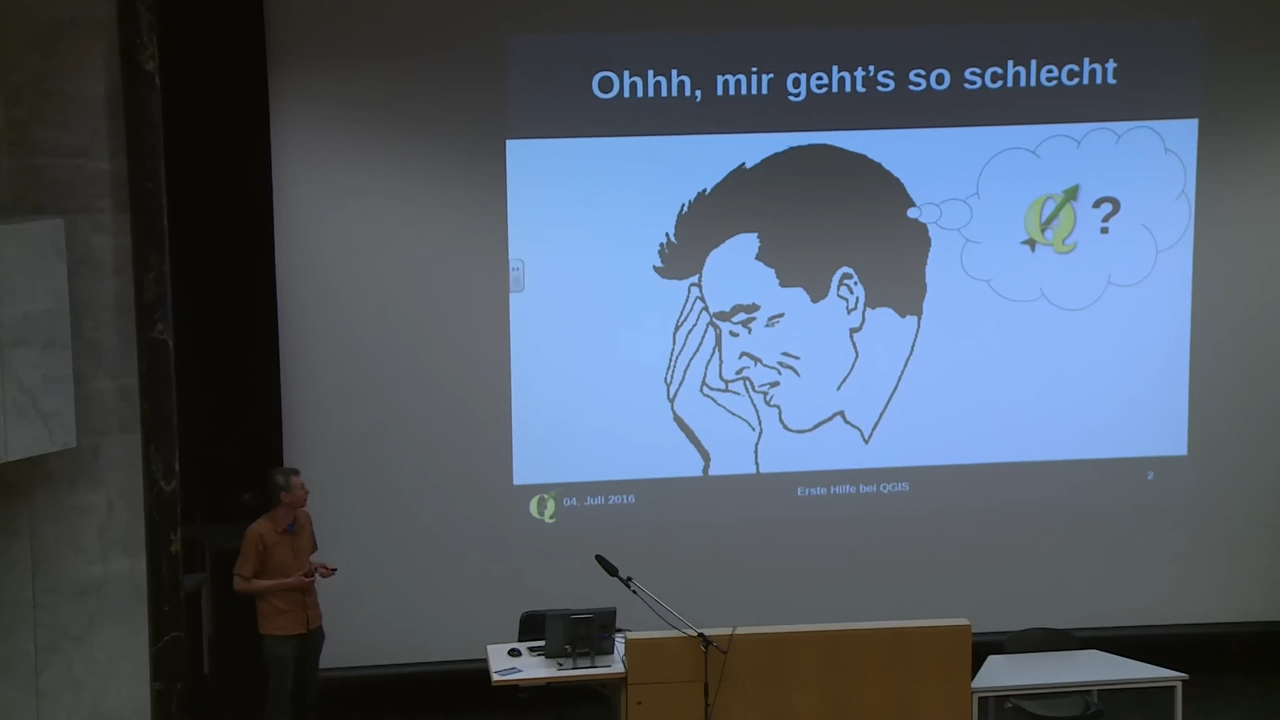 Ohhh, mir geht's so schlecht
Q ?
04. Juli 2016
Erste Hilfe bei QGIS
2